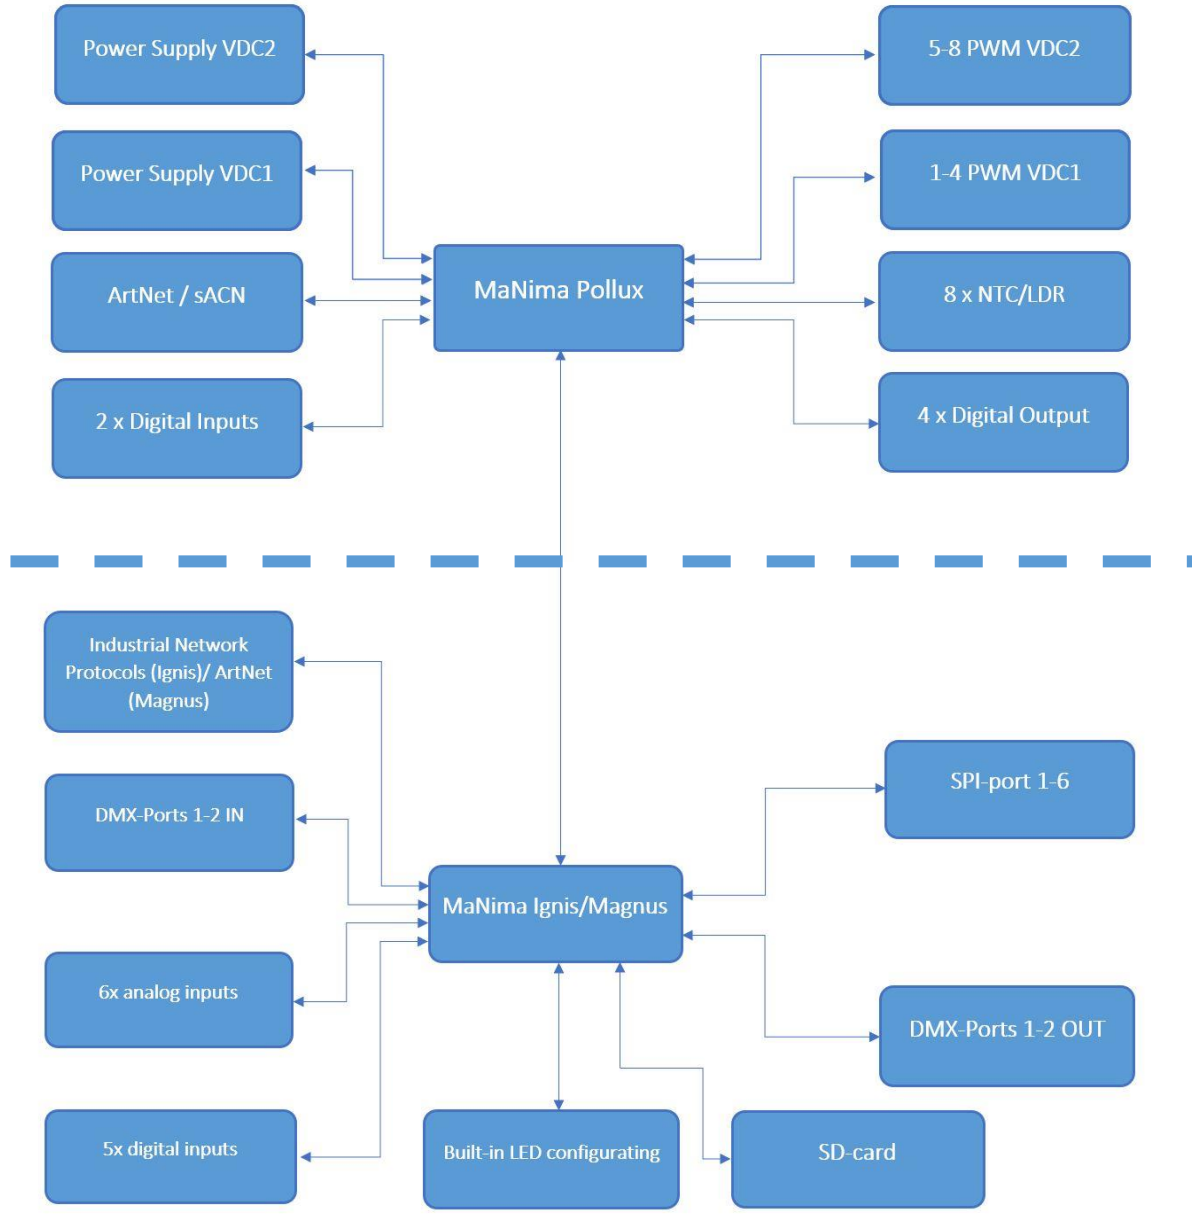 Power Supply VDC2
5-8 PWM VDC2
Power Supply VDC1
1-4 PWM VDC1
ArtNet / sACN
MaNima Pollux
8 x NTC/LDR
2 x Digital Inputs
4 x Digital Output
Industrial Network
Protocols (Ignis)/ ArtNet
(Magnus)
SPI-port 1-6
DMX-Ports 1-2 IN
MaNima Ignis/Magnus
6x analog inputs
DMX-Ports 1-2 OUT
5x digital inputs
Built-in LED configurating
SD-card